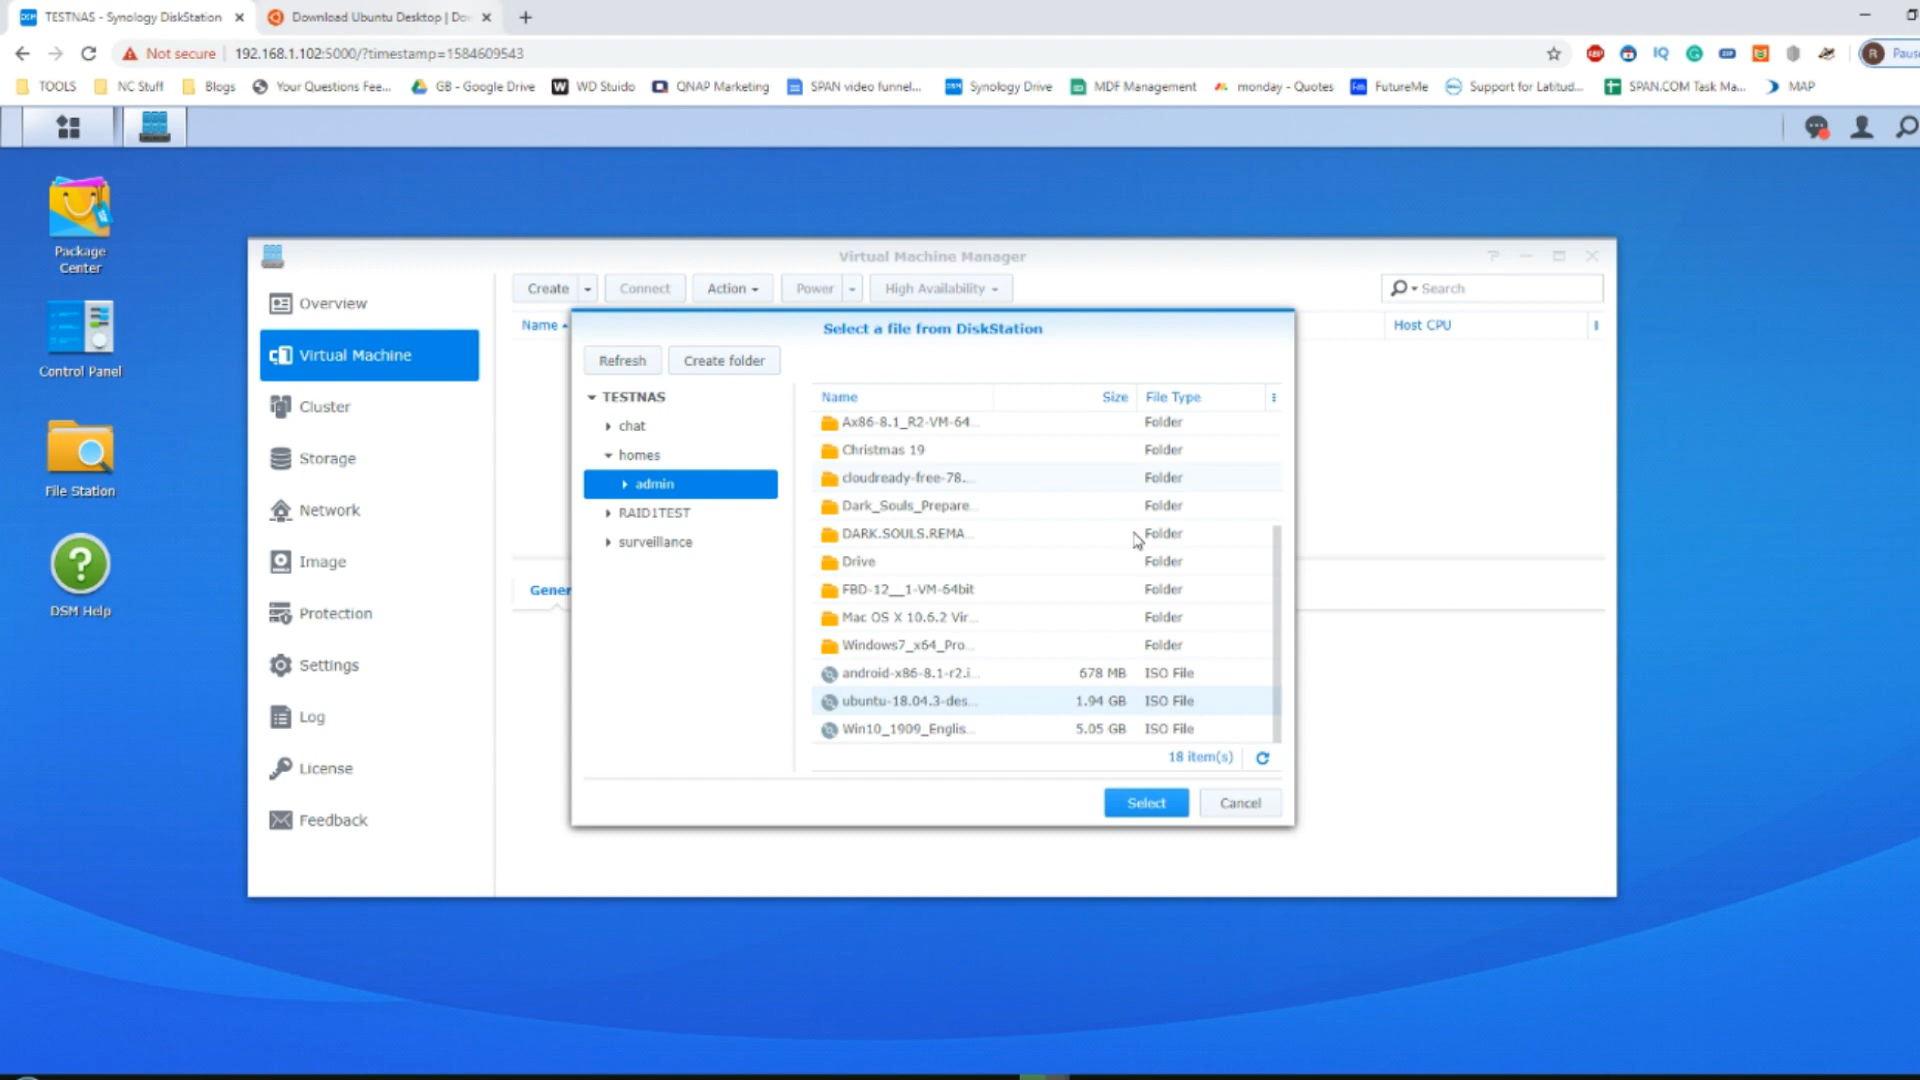 TESTNAS - Synology DiskStation
Download Ubuntu Desktop | Do
Not secure
192.168.1.102:5000/?timestamp=1584609543
R
Paus
TOOLS
NC Stuff
Blogs
Your Questions Fee...
GB - Google Drive
WD Stuido
QNAP Marketing
SPAN video funnel...
Synology Drive
MDF Management
monday - Quotes
FutureMe
Support for Latitud...
SPAN.COM Task Ma...
MAP
Package
Center
Control Panel
File Station
DSM Help
Virtual Machine Manager
Overview
Virtual Machine
Cluster
Storage
Network
Image
Protection
Settings
Log
License
Feedback
Create
Connect
Action
Power
High Availability
Search
Name
Host CPU
Gener
Select a file from DiskStation
Refresh
Create folder
TESTNAS
chat
homes
admin
RAID1TEST
surveillance
Name Size File Type
Ax86-8.1_R2-VM-64... Folder
Christmas 19 Folder
cloudready-free-78.... Folder
Dark_Souls_Prepare... Folder
DARK.SOULS.REMA... Folder
Drive Folder
FBD-12__1-VM-64bit Folder
Mac OS X 10.6.2 Vir... Folder
Windows7_x64_Pro... Folder
android-x86-8.1-r2.i... 678 MB ISO File
ubuntu-18.04.3-des... 1.94 GB ISO File
Win10_1909_Englis... 5.05 GB ISO File
18 item(s)
Select
Cancel